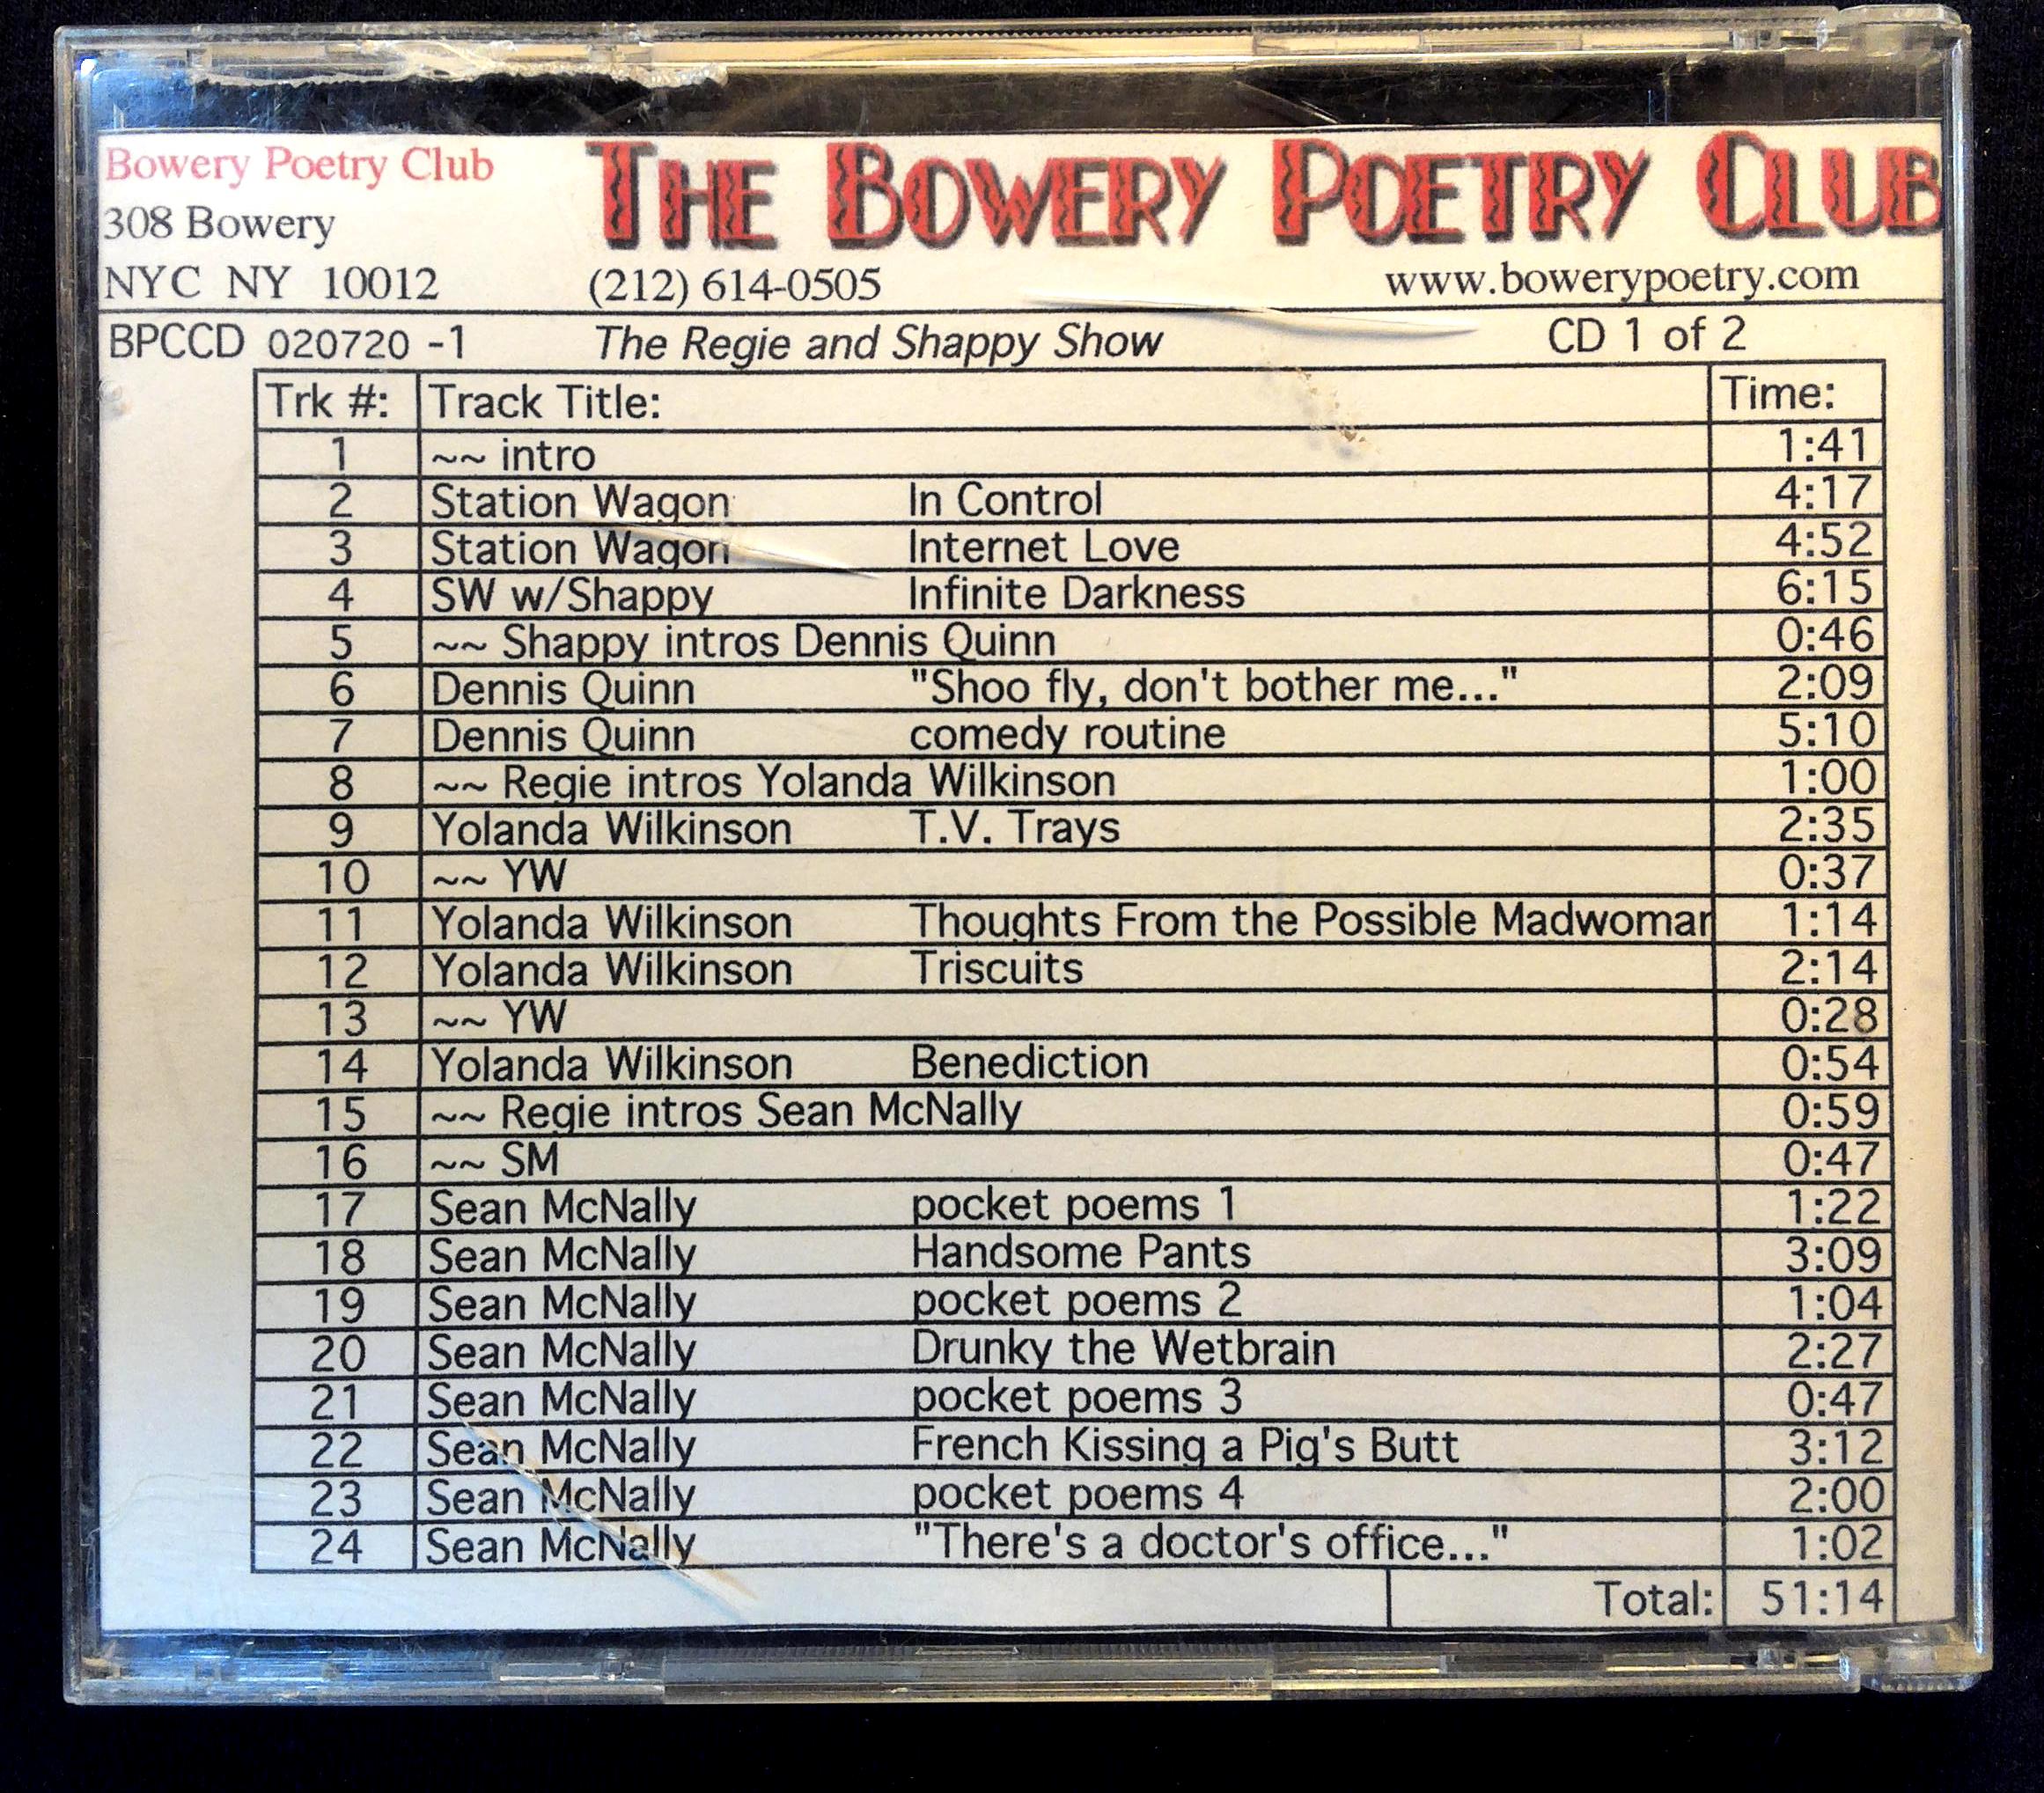 Bowery Poetry Club THE BOWERY POETRY CLUB
308 Bowery
NYC NY 10012 (212) 614-0505 www.bowerypoetry.com
BPCCD 020720 -1 The Regie and Shappy Show CD 1 of 2
Trk #: Track Title: Time:
1 ~~ intro 1:41
2 Station Wagon In Control 4:17
3 Station Wagon Internet Love 4:52
4 SW w/Shappy Infinite Darkness 6:15
5 ~~ Shappy intros Dennis Quinn 0:46
6 Dennis Quinn "Shoo fly, don't bother me..." 2:09
7 Dennis Quinn comedy routine 5:10
8 ~~ Regie intros Yolanda Wilkinson 1:00
9 Yolanda Wilkinson T.V. Trays 2:35
10 ~~ YW 0:37
11 Yolanda Wilkinson Thoughts From the Possible Madwoman 1:14
12 Yolanda Wilkinson Triscuits 2:14
13 ~~ YW 0:28
14 Yolanda Wilkinson Benediction 0:54
15 ~~ Regie intros Sean McNally 0:59
16 ~~ SM 0:47
17 Sean McNally pocket poems 1 1:22
18 Sean McNally Handsome Pants 3:09
19 Sean McNally pocket poems 2 1:04
20 Sean McNally Drunky the Wetbrain 2:27
21 Sean McNally pocket poems 3 0:47
22 Sean McNally French Kissing a Pig's Butt 3:12
23 Sean McNally pocket poems 4 2:00
24 Sean McNally "There's a doctor's office..." 1:02
Total: 51:14